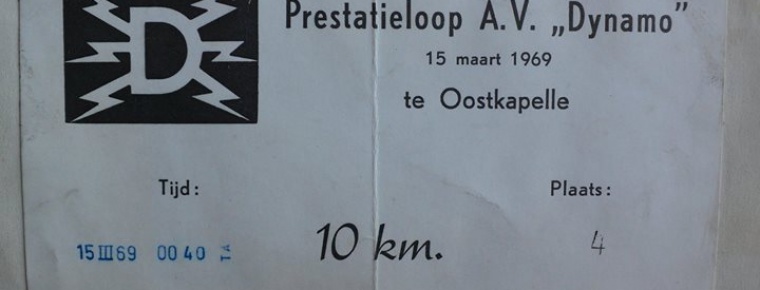 D
Prestatieloop A.V. „Dynamo”
15 maart 1969
te Oostkapelle
Tijd:
Plaats:
15 III 69 00 40
10 km.
4